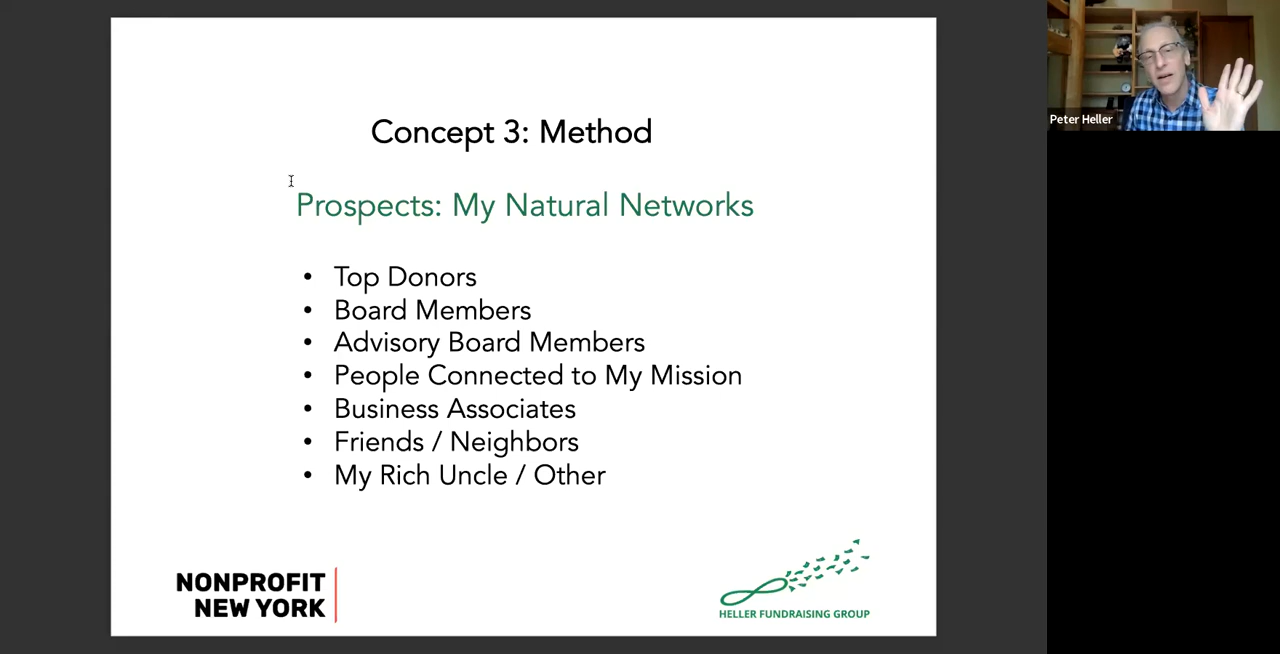 Concept 3: Method
Prospects: My Natural Networks
• Top Donors
• Board Members
• Advisory Board Members
• People Connected to My Mission
• Business Associates
• Friends / Neighbors
• My Rich Uncle / Other
NONPROFIT
NEW YORK
HELLER FUNDRAISING GROUP
Peter Heller